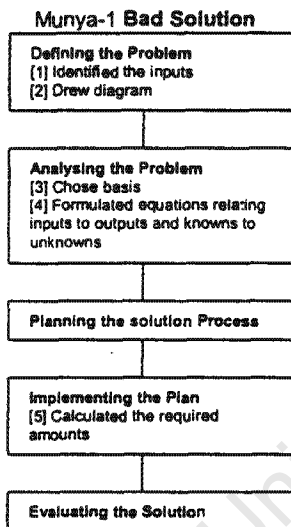 Munya-1 Bad Solution
Defining the Problem
[1] Identified the inputs
[2] Drew diagram
Analysing the Problem
[3] Chose basis
[4] Formulated equations relating
inputs to outputs and knowns to
unknowns
Planning the solution Process
Implementing the Plan
[5] Calculated the required
amounts
Evaluating the Solution